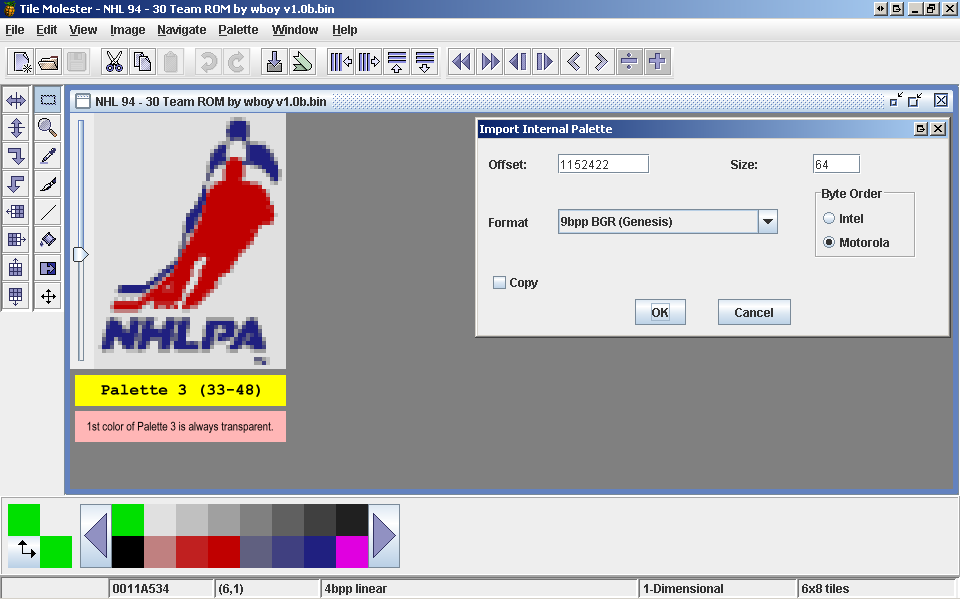 Tile Molester - NHL 94 - 30 Team ROM by wboy v1.0b.bin
File Edit View Image Navigate Palette Window Help
NHL 94 - 30 Team ROM by wboy v1.0b.bin
NHLPA
Palette 3 (33-48)
1st color of Palette 3 is always transparent.
Import Internal Palette
Offset: 1152422 Size: 64
Format 9bpp BGR (Genesis)
Byte Order
Intel
Motorola
Copy
OK Cancel
0011A534 (6,1) 4bpp linear 1-Dimensional 6x8 tiles